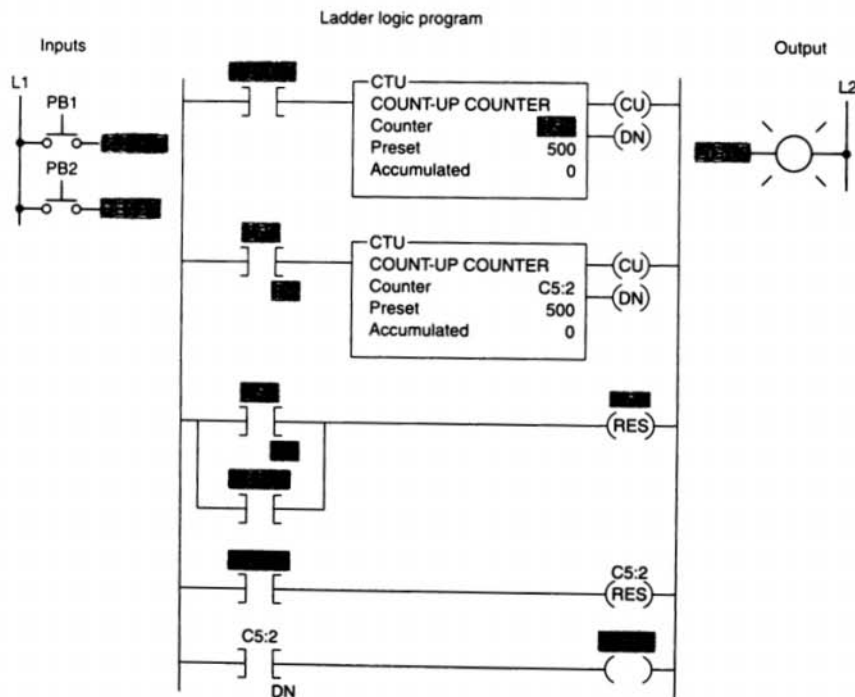 Ladder logic program
Inputs
Output
L1
L2
PB1
PB2
CTU
COUNT-UP COUNTER
Counter
Preset 500
Accumulated 0
CU
DN
CTU
COUNT-UP COUNTER
Counter C5:2
Preset 500
Accumulated 0
CU
DN
RES
C5:2
RES
C5:2
DN